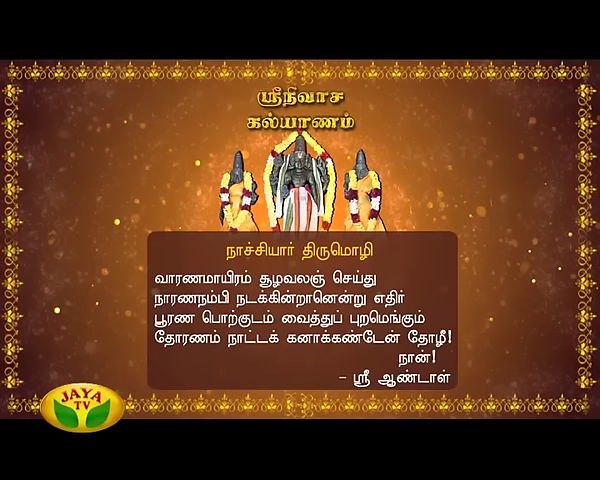 ஸ்ரீநிவாச
கல்யாணம்
நாச்சியார் திருமொழி
வாரணமாயிரம் சூழவலஞ் செய்து
நாரணநம்பி நடக்கின்றானென்று எதிர்
பூரண பொற்குடம் வைத்துப் புறமெங்கும்
தோரணம் நாட்டக் கனாக்கண்டேன் தோழீ!
நான்!
– ஸ்ரீ ஆண்டாள்
JAYA
TV